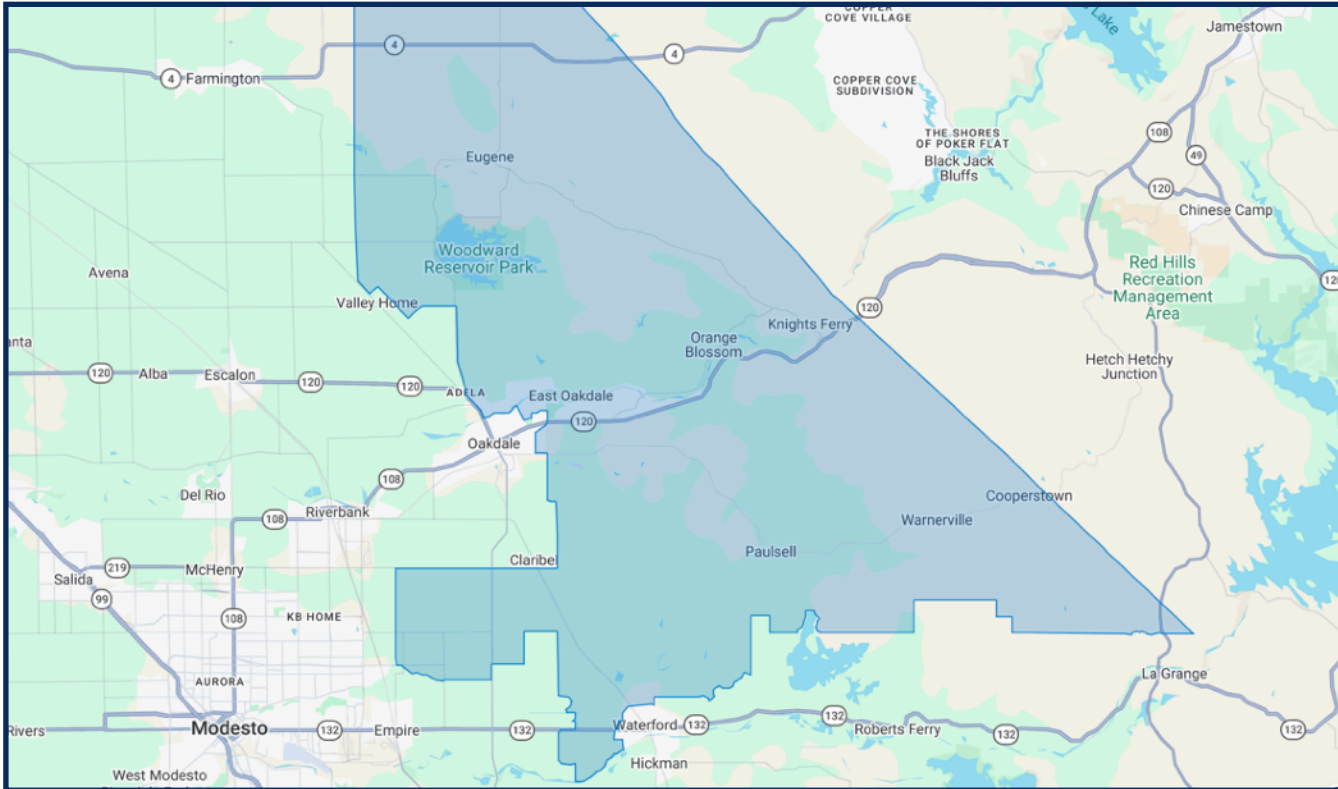 COPPER
COVE VILLAGE
Lake
Jamestown
4
4
4
Farmington
COPPER COVE
SUBDIVISION
108
THE SHORES
OF POKER FLAT
Black Jack
Bluffs
49
Eugene
120
Chinese Camp
Woodward
Reservoir Park
Avena
Red Hills
Recreation
Management
Area
120
Valley Home
120
Knights Ferry
Orange
Blossom
Hetch Hetchy
Junction
120
Alba
Escalon
120
120
ADELA
East Oakdale
120
Oakdale
108
Del Rio
Riverbank
108
Cooperstown
Warnerville
Paulsell
Claribel
219
McHenry
Salida
99
108
KB HOME
AURORA
La Grange
Rivers
Modesto
132
Empire
132
Waterford
132
132
Roberts Ferry
132
132
Hickman
West Modesto